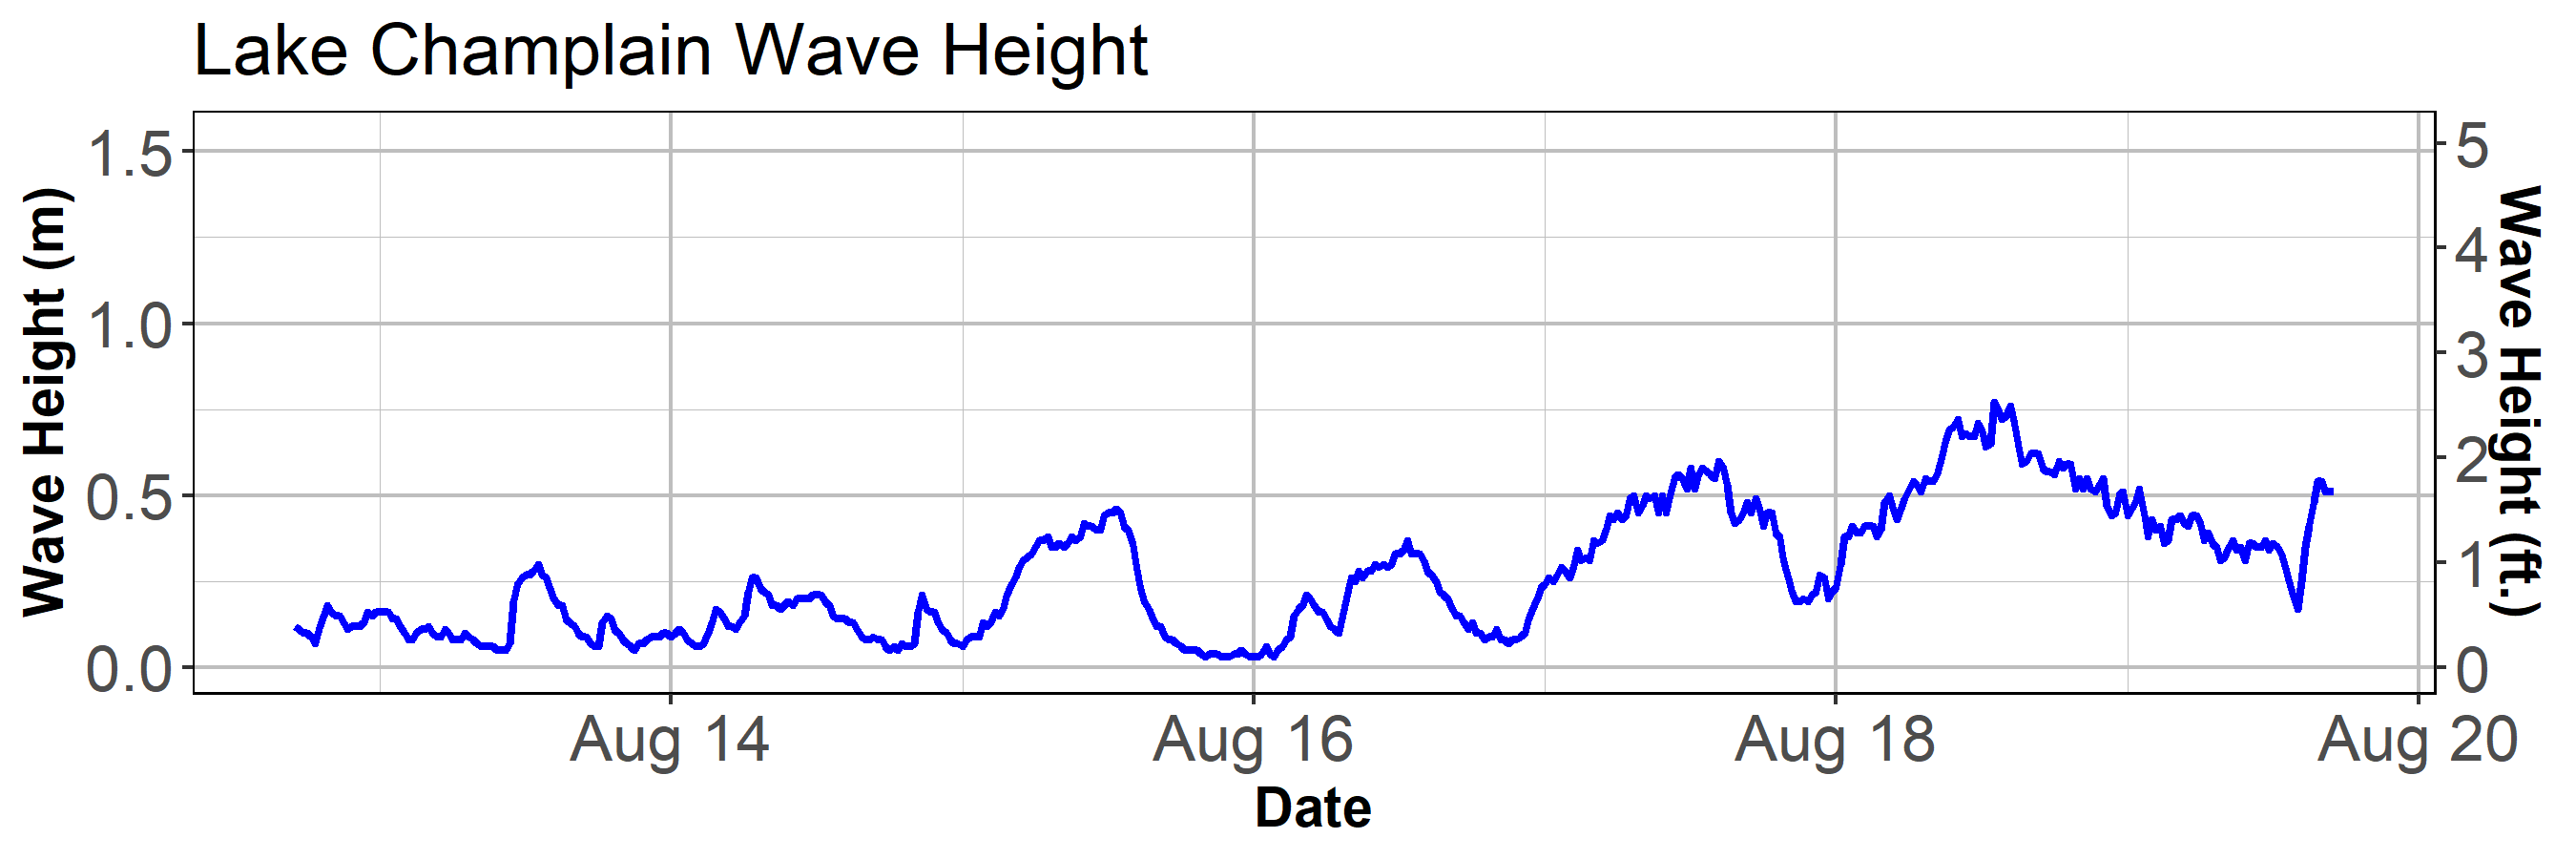 Lake Champlain Wave Height
Wave Height (m)
1.5
1.0
0.5
0.0
5
4
3
2
1
0
Wave Height (ft.)
Aug 14
Aug 16
Aug 18
Aug 20
Date